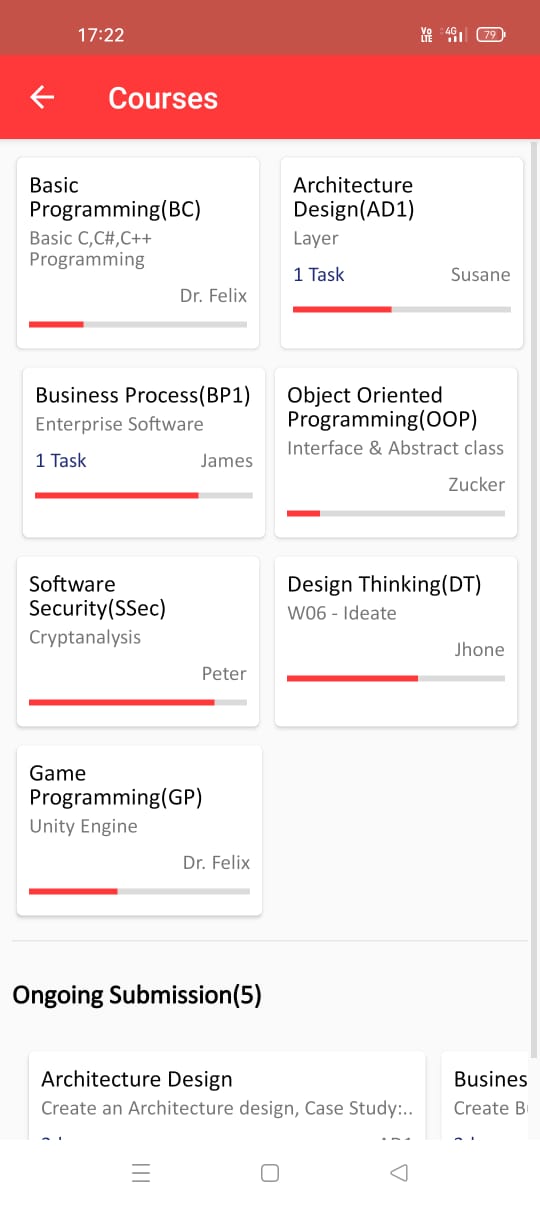 17:22
Vo LTE 4G 79
Courses
Basic
Programming(BC)
Basic C,C#,C++
Programming
Dr. Felix
Architecture
Design(AD1)
Layer
1 Task Susane
Business Process(BP1)
Enterprise Software
1 Task James
Object Oriented
Programming(OOP)
Interface & Abstract class
Zucker
Software
Security(SSec)
Cryptanalysis
Peter
Design Thinking(DT)
W06 - Ideate
Jhone
Game
Programming(GP)
Unity Engine
Dr. Felix
Ongoing Submission(5)
Architecture Design
Create an Architecture design, Case Study:..
Busines
Create B